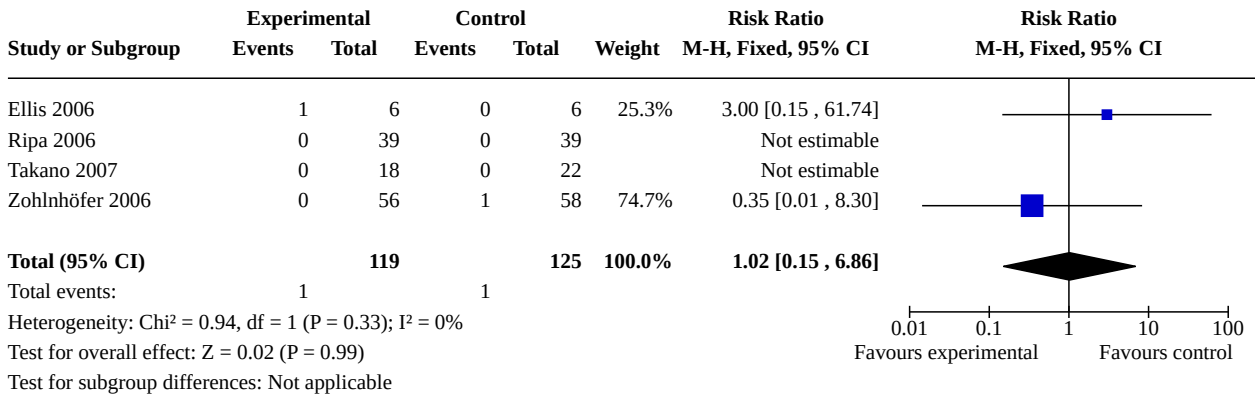 Experimental Control Risk Ratio Risk Ratio
Study or Subgroup Events Total Events Total Weight M-H, Fixed, 95% CI M-H, Fixed, 95% CI
Ellis 2006 1 6 0 6 25.3% 3.00 [0.15 , 61.74]
Ripa 2006 0 39 0 39 Not estimable
Takano 2007 0 18 0 22 Not estimable
Zohlnhöfer 2006 0 56 1 58 74.7% 0.35 [0.01 , 8.30]
Total (95% CI) 119 125 100.0% 1.02 [0.15 , 6.86]
Total events: 1 1
Heterogeneity: Chi² = 0.94, df = 1 (P = 0.33); I² = 0%
Test for overall effect: Z = 0.02 (P = 0.99)
Test for subgroup differences: Not applicable
0.01 0.1 1 10 100
Favours experimental Favours control